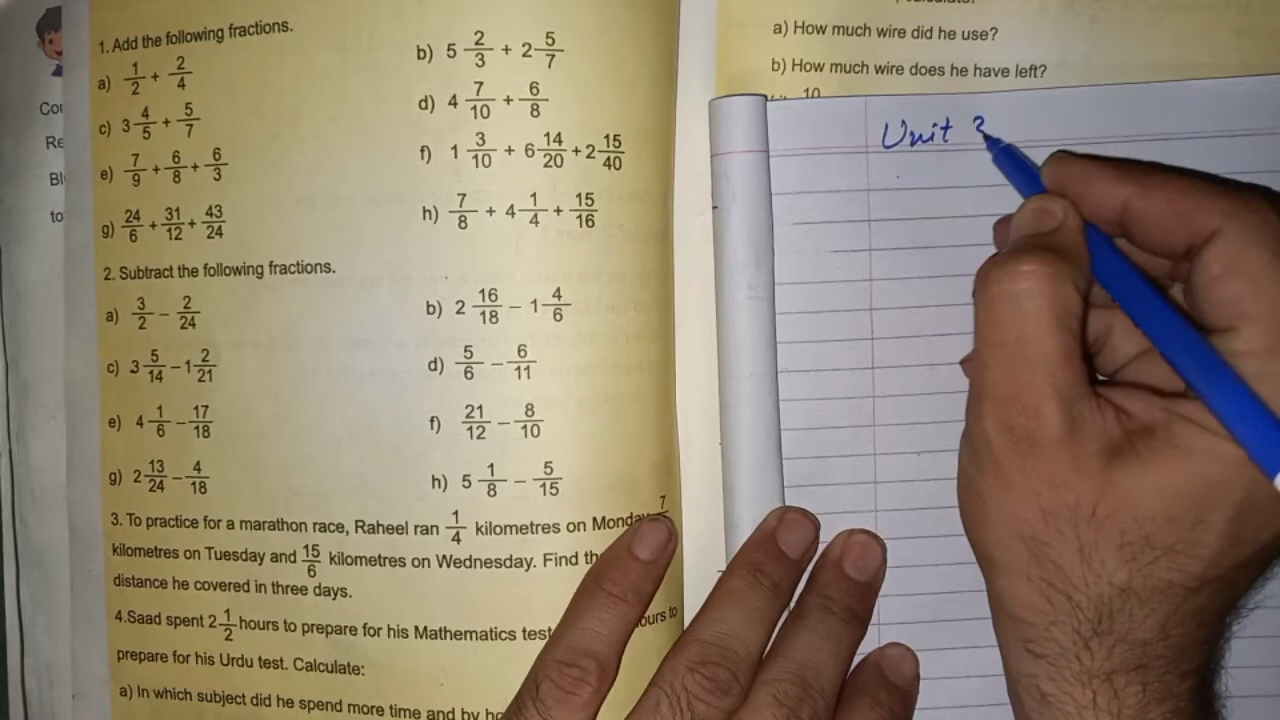 Re
to
1. Add the following fractions.
a) 1/2 + 2/4
b) 5 2/3 + 2 5/7
c) 3 4/5 + 5/7
d) 4 7/10 + 6/8
e) 7/9 + 6/8 + 6/3
f) 1 3/10 + 6 14/20 + 2 15/40
g) 24/6 + 31/12 + 43/24
h) 7/8 + 4 1/4 + 15/16
2. Subtract the following fractions.
a) 3/2 − 2/24
b) 2 16/18 − 1 4/6
c) 3 5/14 − 1 2/21
d) 5/6 − 6/11
e) 4 1/6 − 17/18
f) 21/12 − 8/10
g) 2 13/24 − 4/18
h) 5 1/8 − 5/15
3. To practice for a marathon race, Raheel ran 1/4 kilometres on Monday 7
kilometres on Tuesday and 15/6 kilometres on Wednesday. Find th
distance he covered in three days.
4.Saad spent 2 1/2 hours to prepare for his Mathematics test ours to
prepare for his Urdu test. Calculate:
a) In which subject did he spend more time and by
a) How much wire did he use?
b) How much wire does he have left?
10
Unit